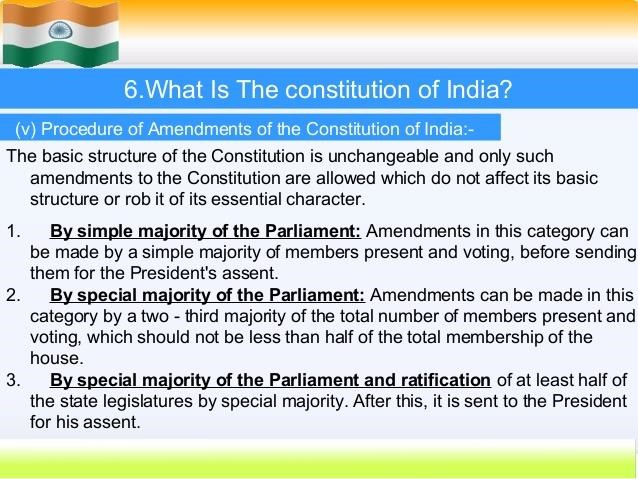 6.What Is The constitution of India?
(v) Procedure of Amendments of the Constitution of India:-
The basic structure of the Constitution is unchangeable and only such
amendments to the Constitution are allowed which do not affect its basic
structure or rob it of its essential character.
1. By simple majority of the Parliament: Amendments in this category can
be made by a simple majority of members present and voting, before sending
them for the President's assent.
2. By special majority of the Parliament: Amendments can be made in this
category by a two - third majority of the total number of members present and
voting, which should not be less than half of the total membership of the
house.
3. By special majority of the Parliament and ratification of at least half of
the state legislatures by special majority. After this, it is sent to the President
for his assent.